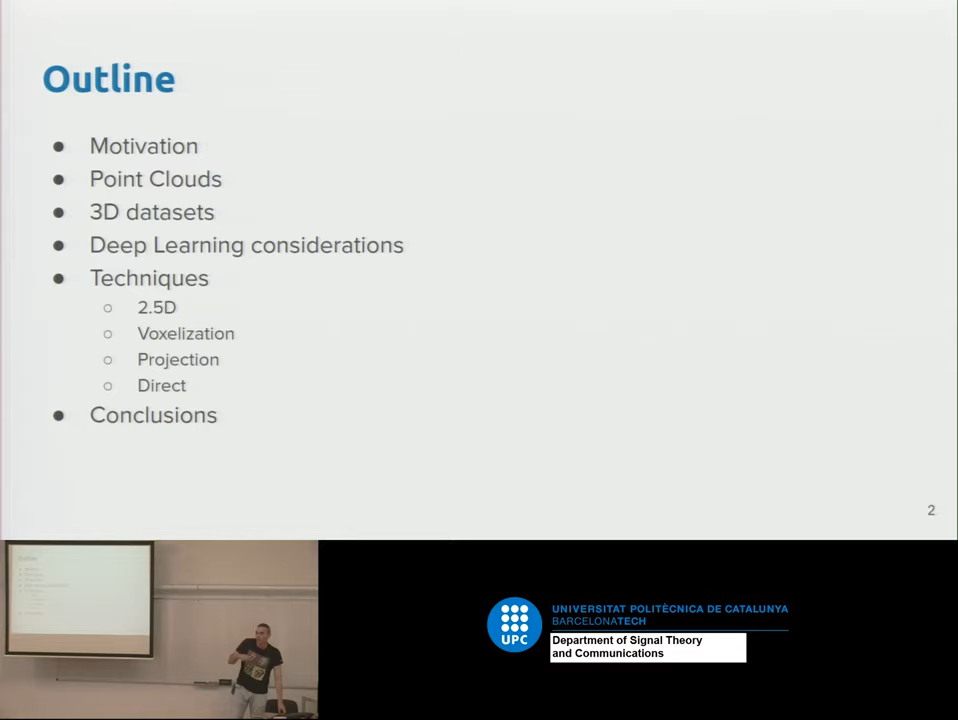 Outline
● Motivation
● Point Clouds
● 3D datasets
● Deep Learning considerations
● Techniques
○ 2.5D
○ Voxelization
○ Projection
○ Direct
● Conclusions
2
UPC
UNIVERSITAT POLITÈCNICA DE CATALUNYA
BARCELONATECH
Department of Signal Theory
and Communications